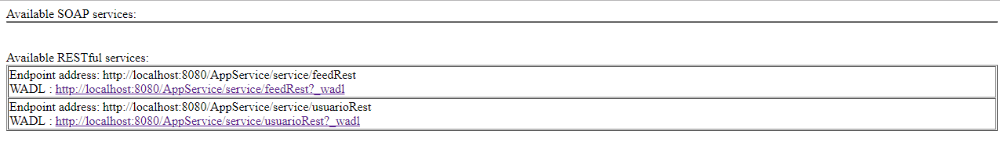 Available SOAP services:
Available RESTful services:
Endpoint address: http://localhost:8080/AppService/service/feedRest
WADL : http://localhost:8080/AppService/service/feedRest?_wadl
Endpoint address: http://localhost:8080/AppService/service/usuarioRest
WADL : http://localhost:8080/AppService/service/usuarioRest?_wadl